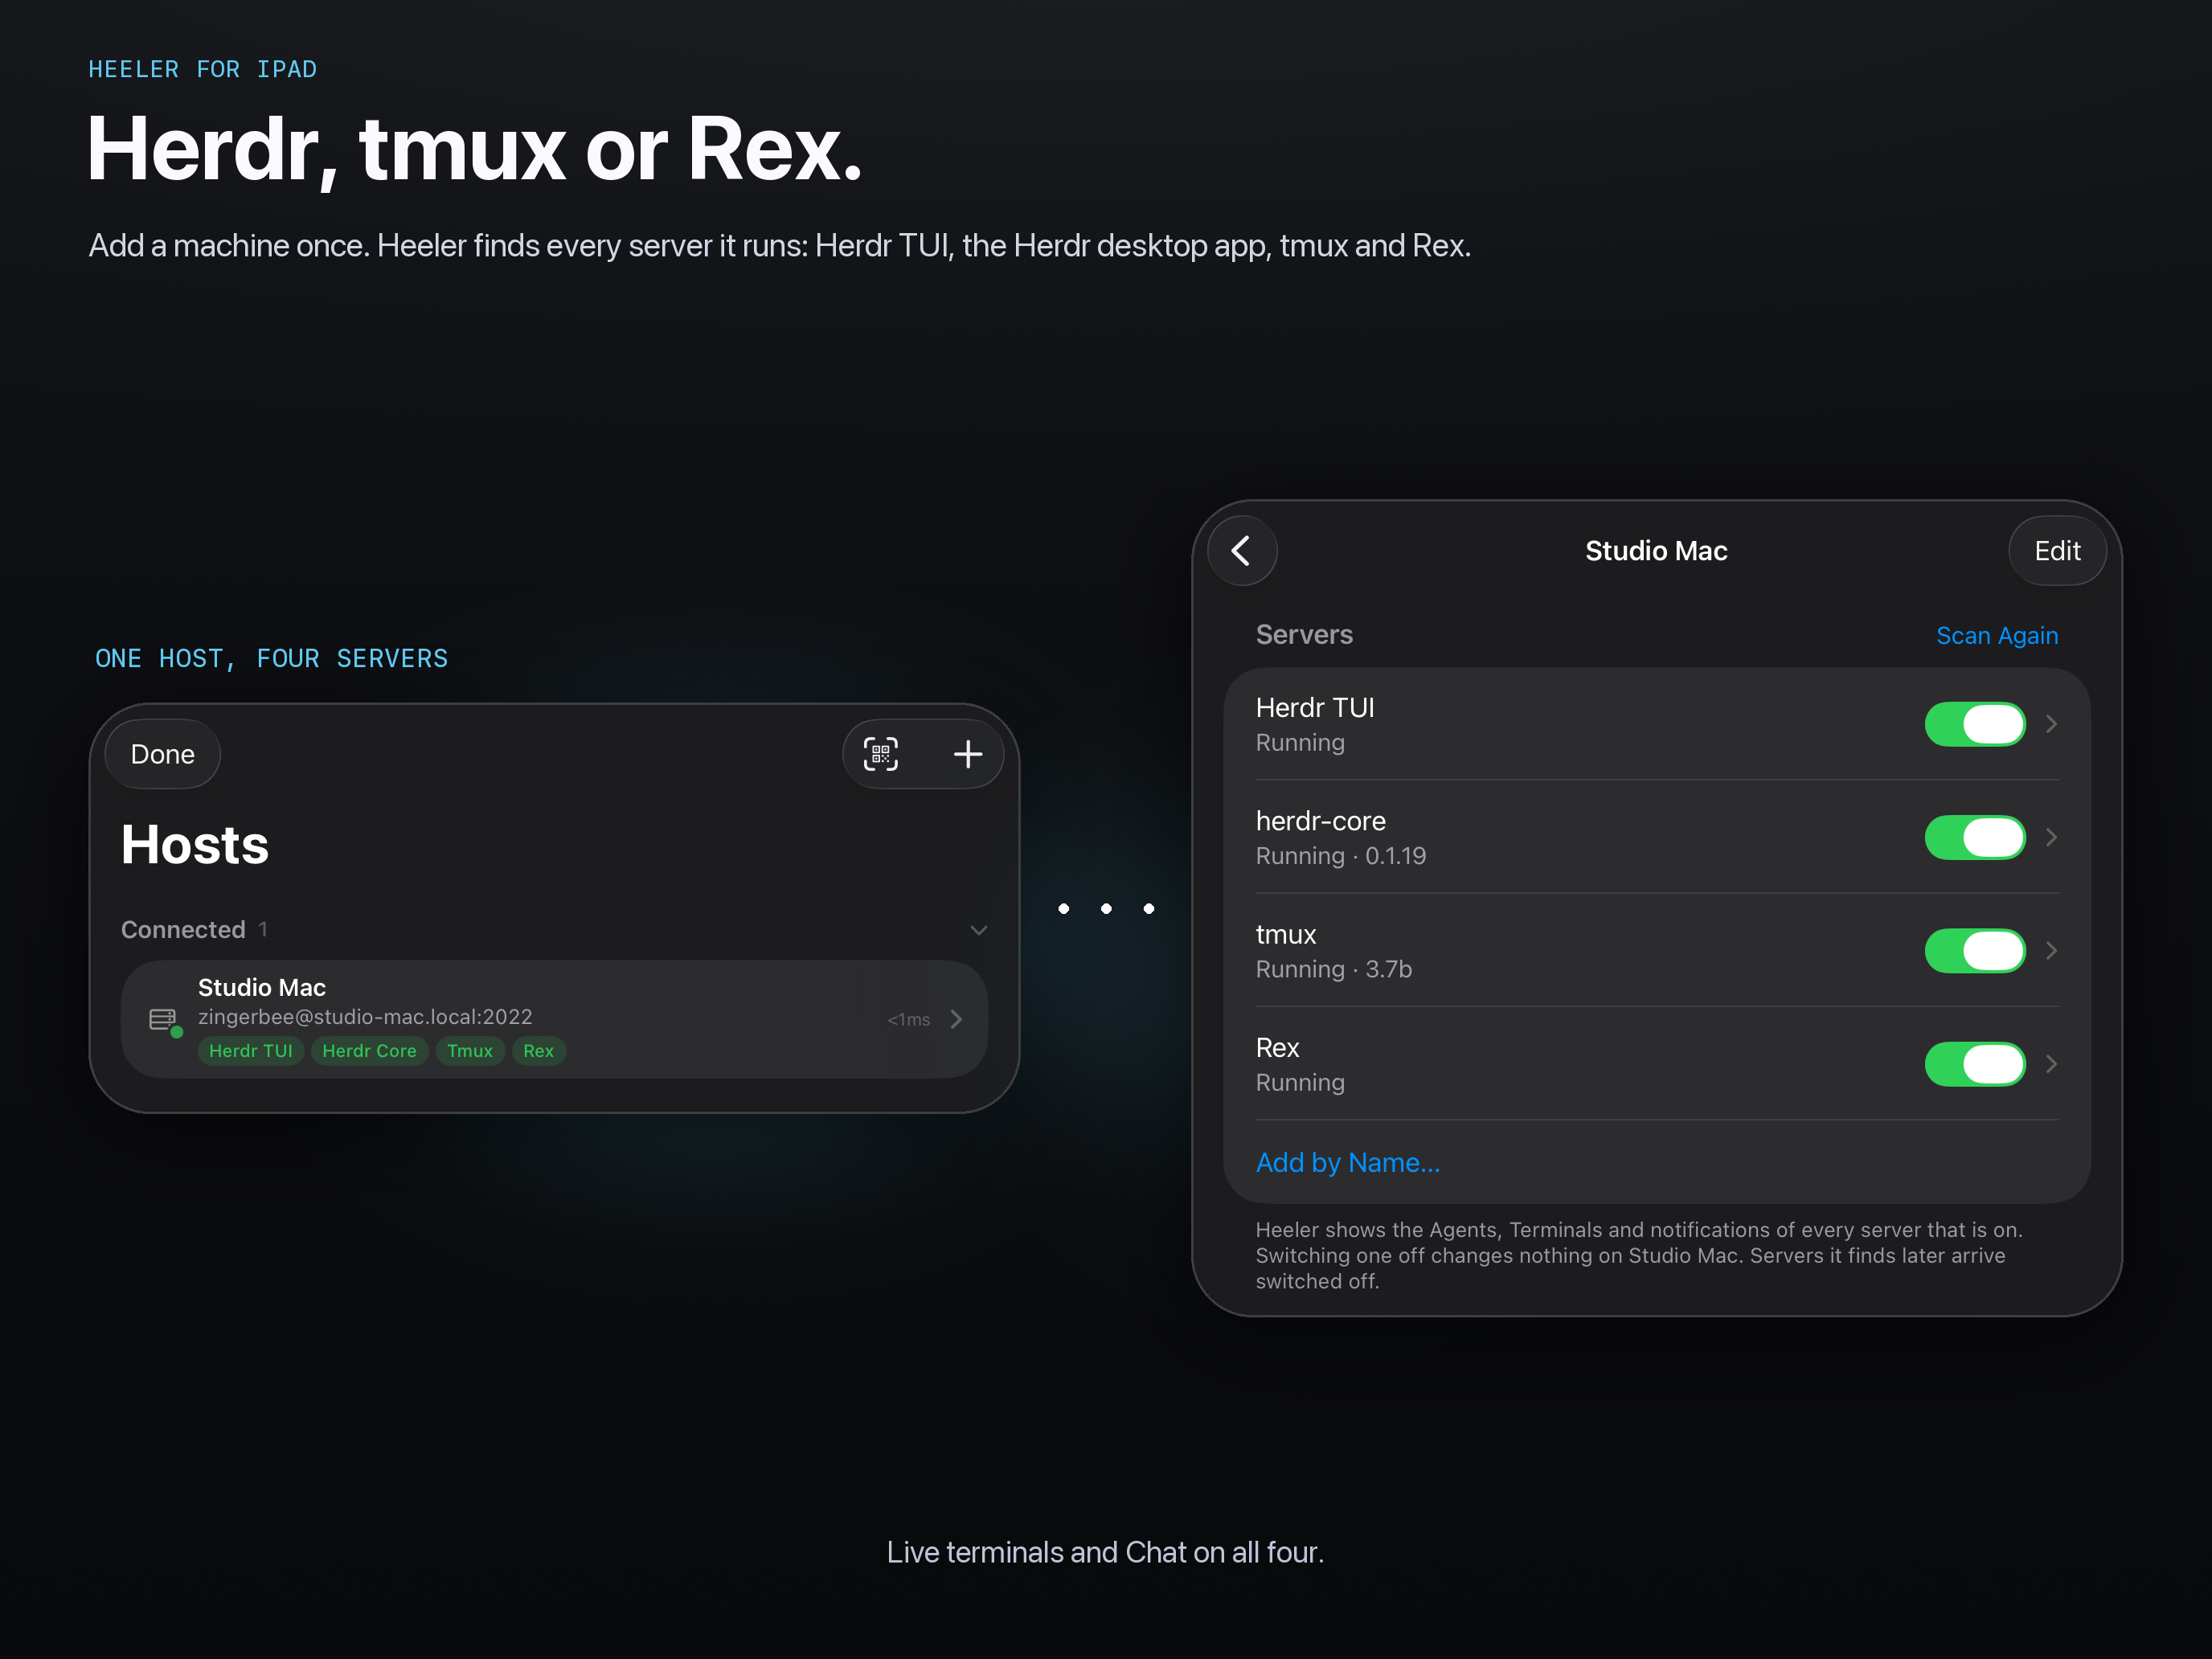 HEELER FOR IPAD
Herdr, tmux or Rex.
Add a machine once. Heeler finds every server it runs: Herdr TUI, the Herdr desktop app, tmux and Rex.
ONE HOST, FOUR SERVERS
Done
Hosts
Connected 1
Studio Mac
zingerbee@studio-mac.local:2022
<1ms
Herdr TUI Herdr Core Tmux Rex
Studio Mac
Edit
Servers
Scan Again
Herdr TUI
Running
herdr-core
Running · 0.1.19
tmux
Running · 3.7b
Rex
Running
Add by Name...
Heeler shows the Agents, Terminals and notifications of every server that is on.
Switching one off changes nothing on Studio Mac. Servers it finds later arrive
switched off.
Live terminals and Chat on all four.